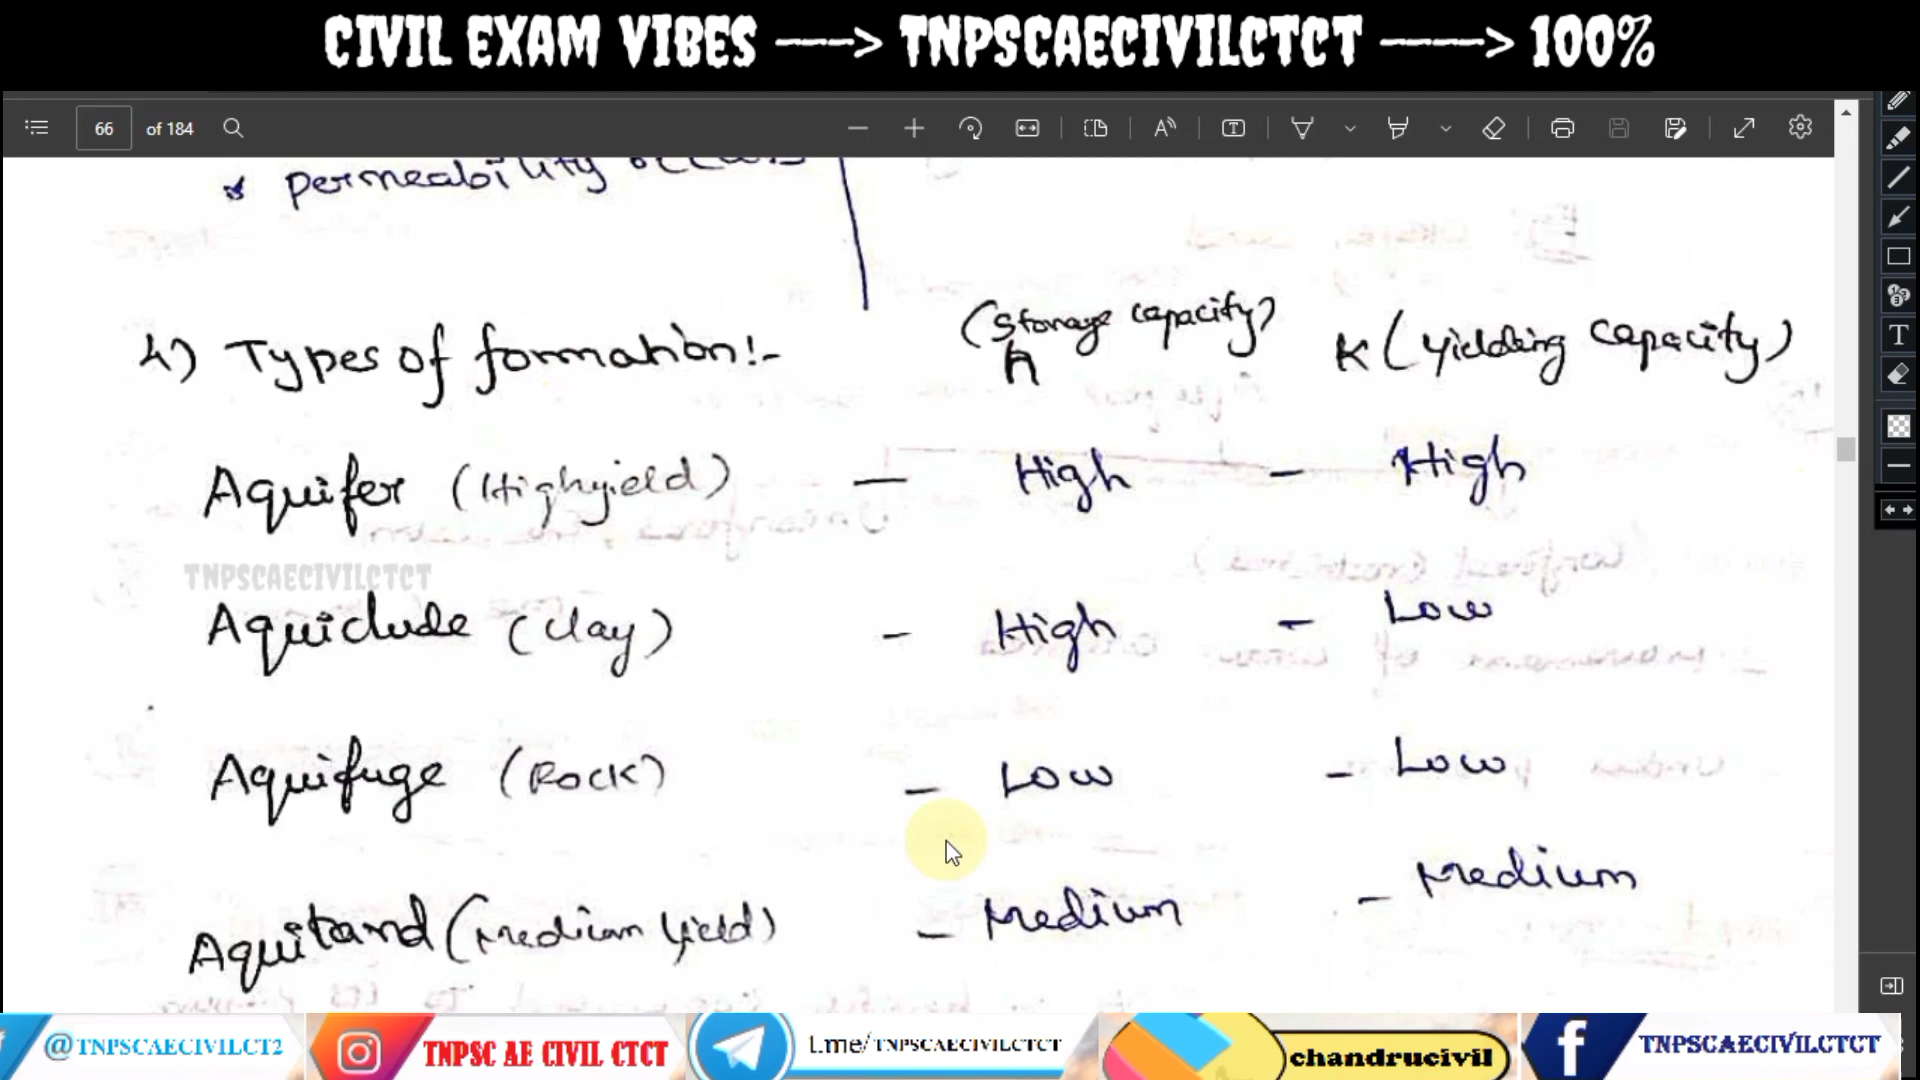 CIVIL EXAM VIBES ---> TNPSCAECIVILCTCT ----> 100%
66 of 184
* permeability
4) Types of formation:-
(storage capacity)
n
K (yielding capacity)
Aquifer (High yield) — High — High
TNPSCAECIVILCTCT
Aquiclude (clay) - High - Low
Aquifuge (Rock) - Low - Low
Aquitard (Medium yield) - Medium - Medium
@TNPSCAECIVILCT2
TNPSC AE CIVIL CTCT
t.me/TNPSCAECIVILCTCT
chandrucivil
TNPSCAECIVILCTCT